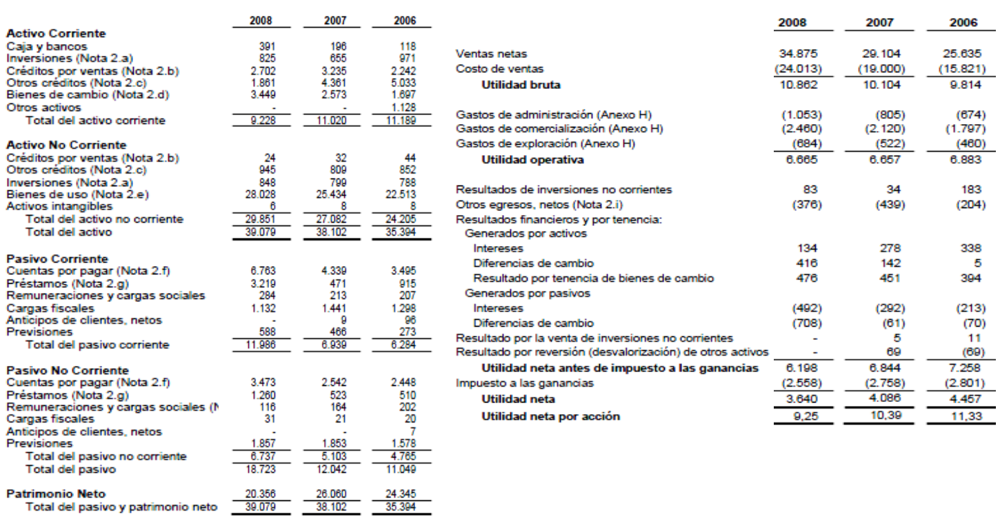 2008 2007 2006
Activo Corriente
Caja y bancos 391 196 118
Inversiones (Nota 2.a) 825 655 971
Créditos por ventas (Nota 2.b) 2.702 3.235 2.242
Otros créditos (Nota 2.c) 1.861 4.361 5.033
Bienes de cambio (Nota 2.d) 3.449 2.573 1.697
Otros activos - - 1.128
Total del activo corriente 9.228 11.020 11.189
Activo No Corriente
Créditos por ventas (Nota 2.b) 24 32 44
Otros créditos (Nota 2.c) 945 809 852
Inversiones (Nota 2.a) 848 799 788
Bienes de uso (Nota 2.e) 28.028 25.434 22.513
Activos intangibles 6 8 8
Total del activo no corriente 29.851 27.082 24.205
Total del activo 39.079 38.102 35.394
Pasivo Corriente
Cuentas por pagar (Nota 2.f) 6.763 4.339 3.495
Préstamos (Nota 2.g) 3.219 471 915
Remuneraciones y cargas sociales 284 213 207
Cargas fiscales 1.132 1.441 1.298
Anticipos de clientes, netos - 9 96
Previsiones 588 466 273
Total del pasivo corriente 11.986 6.939 6.284
Pasivo No Corriente
Cuentas por pagar (Nota 2.f) 3.473 2.542 2.448
Préstamos (Nota 2.g) 1.260 523 510
Remuneraciones y cargas sociales (N 116 164 202
Cargas fiscales 31 21 20
Anticipos de clientes, netos - - 7
Previsiones 1.857 1.853 1.578
Total del pasivo no corriente 6.737 5.103 4.765
Total del pasivo 18.723 12.042 11.049
Patrimonio Neto 20.356 26.060 24.345
Total del pasivo y patrimonio neto 39.079 38.102 35.394
2008 2007 2006
Ventas netas 34.875 29.104 25.635
Costo de ventas (24.013) (19.000) (15.821)
Utilidad bruta 10.862 10.104 9.814
Gastos de administración (Anexo H) (1.053) (805) (674)
Gastos de comercialización (Anexo H) (2.460) (2.120) (1.797)
Gastos de exploración (Anexo H) (684) (522) (460)
Utilidad operativa 6.665 6.657 6.883
Resultados de inversiones no corrientes 83 34 183
Otros egresos, netos (Nota 2.i) (376) (439) (204)
Resultados financieros y por tenencia:
Generados por activos
Intereses 134 278 338
Diferencias de cambio 416 142 5
Resultado por tenencia de bienes de cambio 476 451 394
Generados por pasivos
Intereses (492) (292) (213)
Diferencias de cambio (708) (61) (70)
Resultado por la venta de inversiones no corrientes - 5 11
Resultado por reversión (desvalorización) de otros activos - 69 (69)
Utilidad neta antes de impuesto a las ganancias 6.198 6.844 7.258
Impuesto a las ganancias (2.558) (2.758) (2.801)
Utilidad neta 3.640 4.086 4.457
Utilidad neta por acción 9,25 10,39 11,33